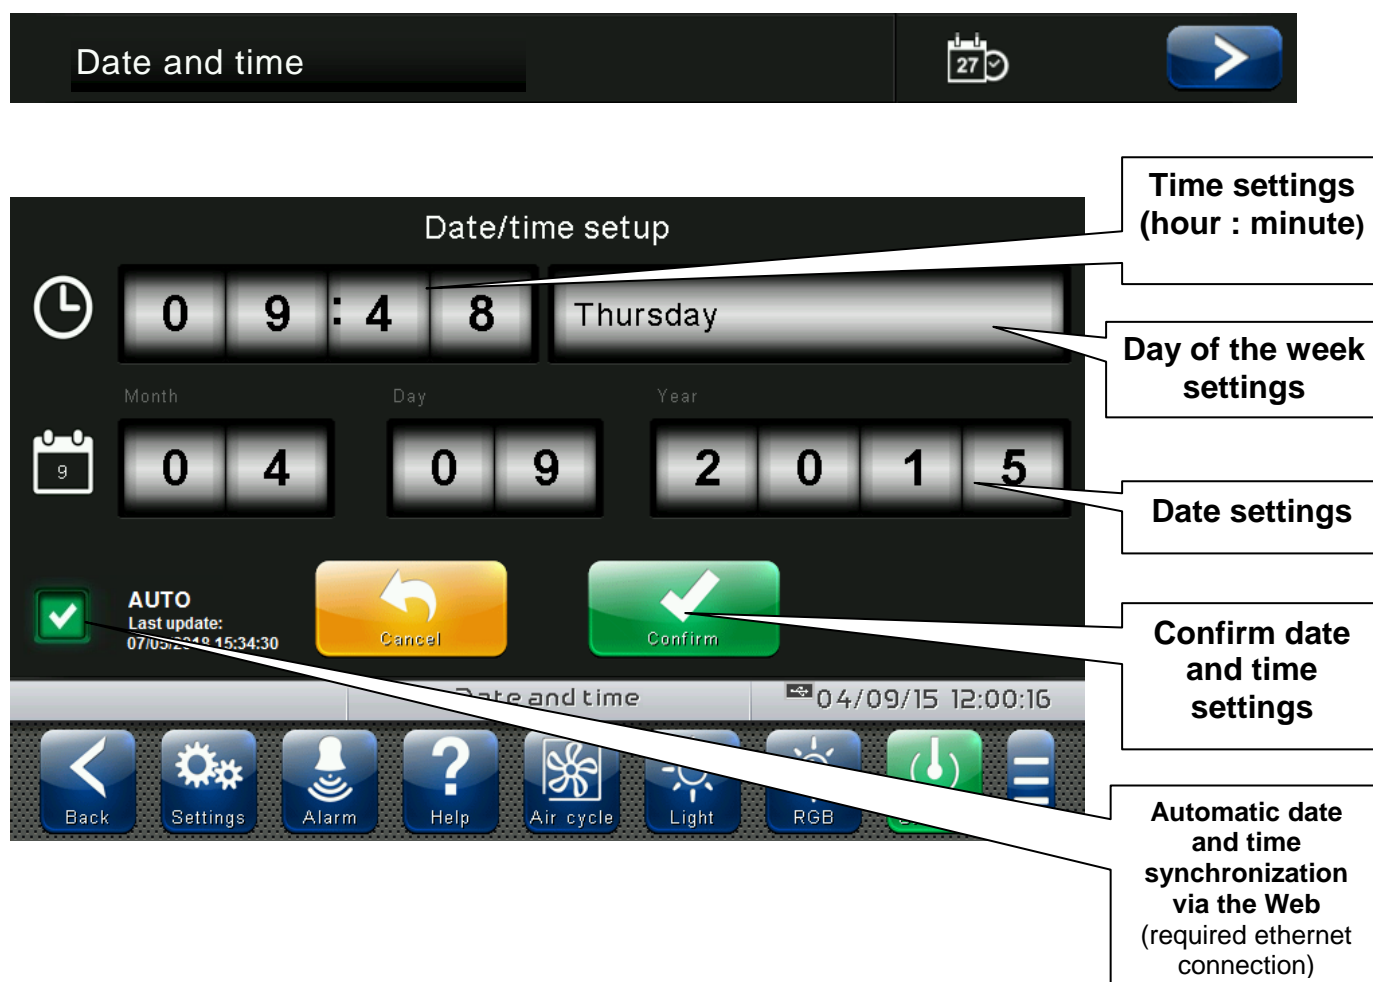 Date and time
27
Time settings
(hour : minute)
Date/time setup
0 9 : 4 8
Thursday
Day of the week
settings
Month Day Year
9
0 4 0 9 2 0 1 5
Date settings
AUTO
Last update:
07/05/2018 15:34:30
Cancel
Confirm
Confirm date
and time
settings
Date and time
04/09/15 12:00:16
Back Settings Alarm Help Air cycle Light RGB
Automatic date
and time
synchronization
via the Web
(required ethernet
connection)